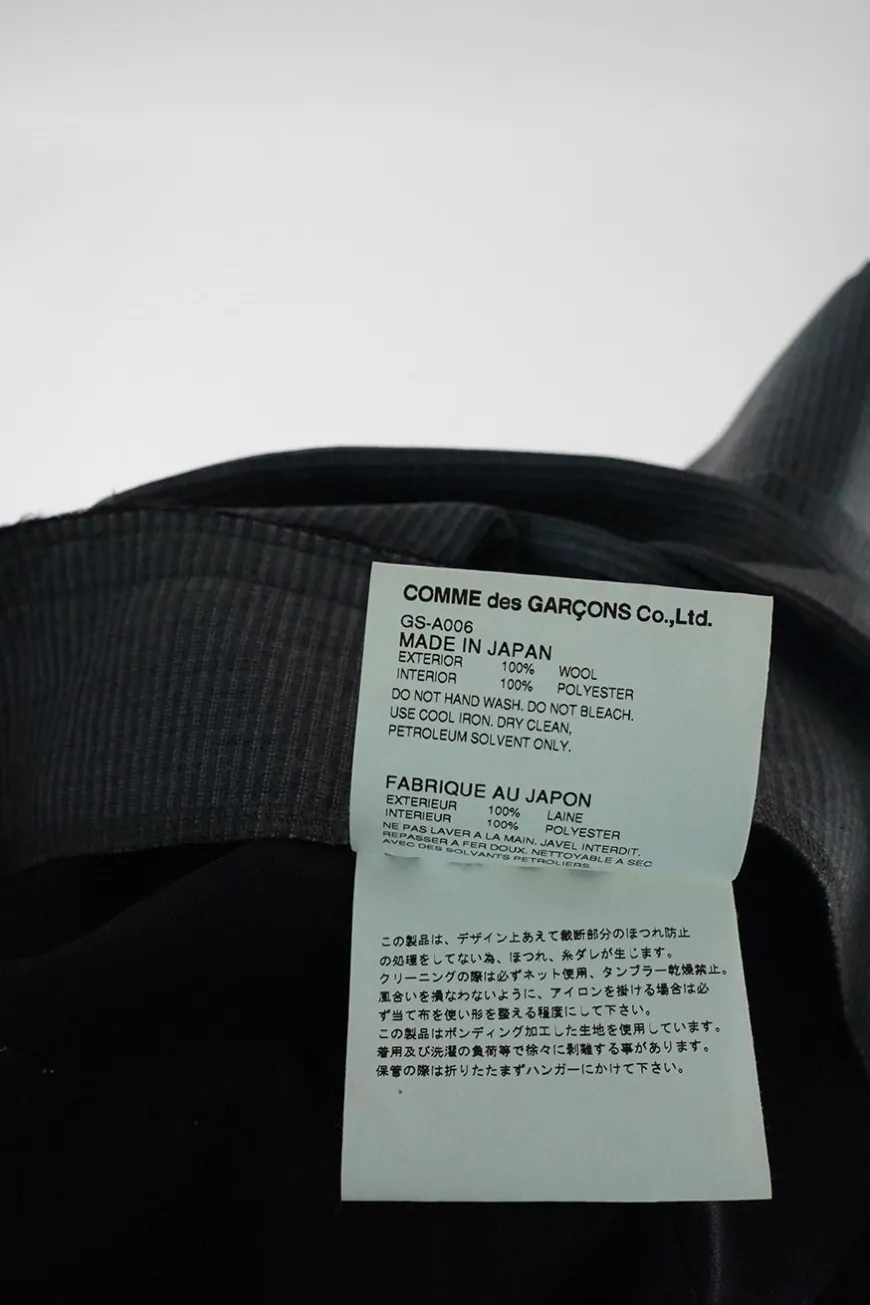 COMME des GARÇONS Co.,Ltd.
GS-A006
MADE IN JAPAN
EXTERIOR 100% WOOL
INTERIOR 100% POLYESTER
DO NOT HAND WASH. DO NOT BLEACH.
USE COOL IRON. DRY CLEAN,
PETROLEUM SOLVENT ONLY.
FABRIQUE AU JAPON
EXTERIEUR 100% LAINE
INTERIEUR 100% POLYESTER
NE PAS LAVER A LA MAIN. JAVEL INTERDIT.
REPASSER A FER DOUX. NETTOYABLE A SEC
AVEC DES SOLVANTS PETROLIERS.
この製品は、デザイン上あえて裁断部分のほつれ防止
の処理をしてない為、ほつれ、糸ダレが生じます。
クリーニングの際は必ずネット使用、タンブラー乾燥禁止。
風合いを損なわないように、アイロンを掛ける場合は必
ず当て布を使い形を整える程度にして下さい。
この製品はボンディング加工した生地を使用しています。
着用及び洗濯の負荷等で徐々に剥離する事があります。
保管の際は折りたたまずハンガーにかけて下さい。